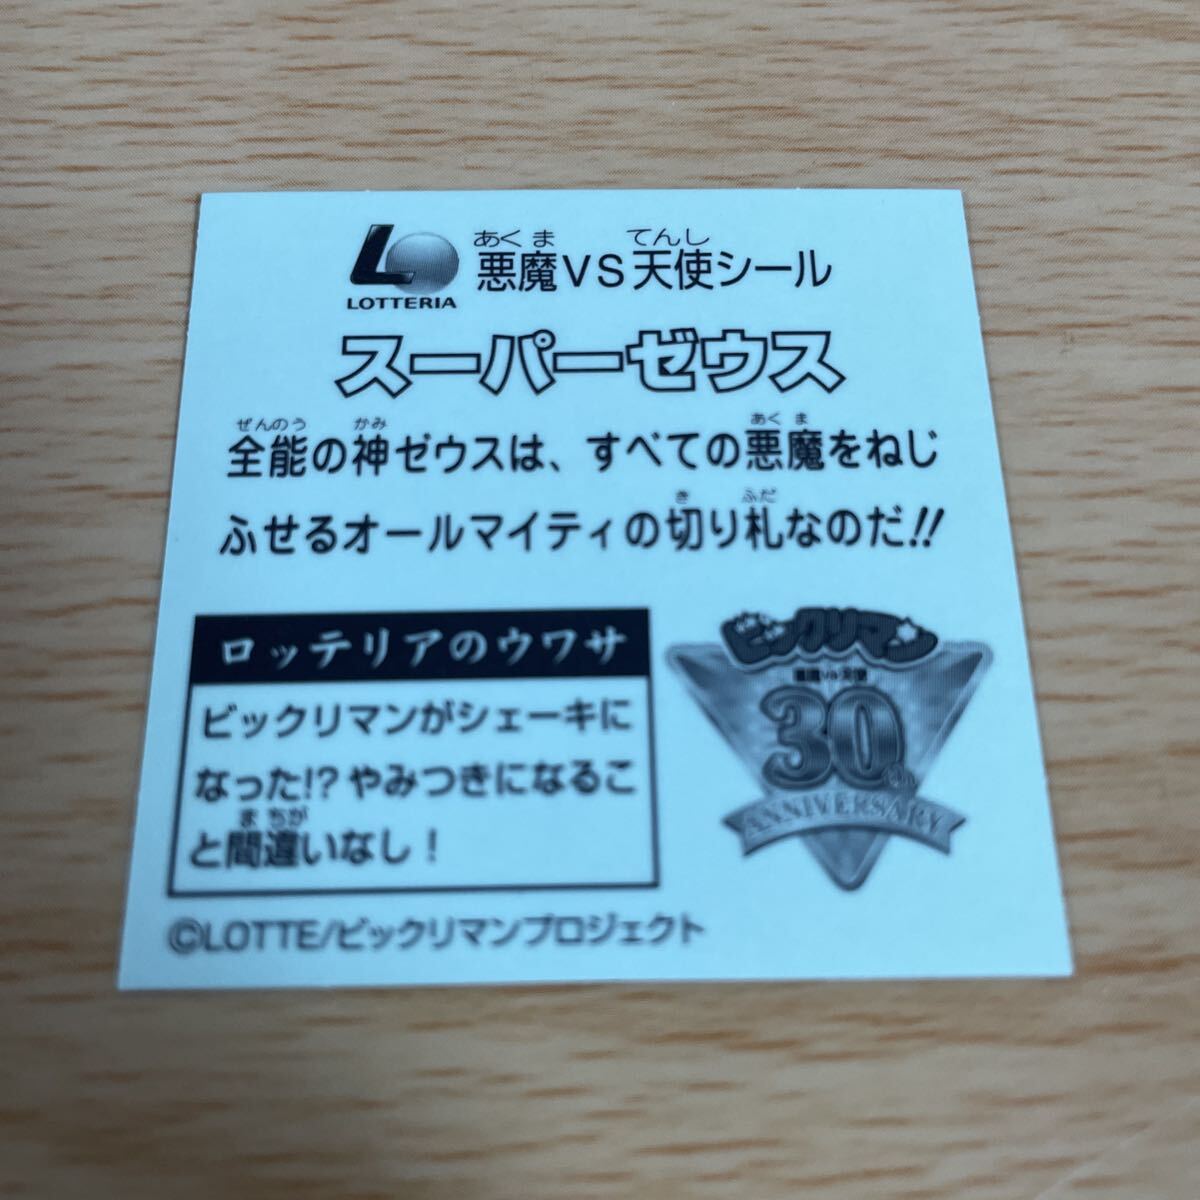 LOTTERIA
あくま てんし
悪魔VS天使シール
スーパーゼウス
ぜんのう かみ あくま
全能の神ゼウスは、すべての悪魔をねじ
き ふだ
ふせるオールマイティの切り札なのだ!!
ロッテリアのウワサ
ビックリマンがシェーキに
なった!?やみつきになるこ
まちが
と間違いなし！
ビックリマン
悪魔VS天使
30th
ANNIVERSARY
©LOTTE/ビックリマンプロジェクト